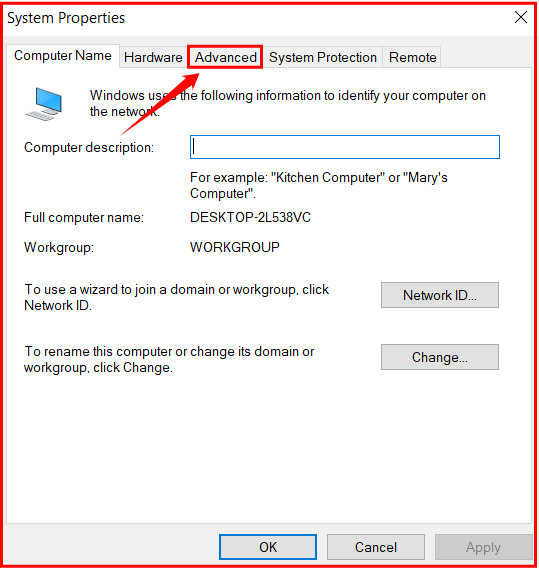 System Properties
Computer Name Hardware Advanced System Protection Remote
Windows uses the following information to identify your computer on
the network.
Computer description:
For example: "Kitchen Computer" or "Mary's
Computer".
Full computer name: DESKTOP-2L538VC
Workgroup: WORKGROUP
To use a wizard to join a domain or workgroup, click
Network ID.
Network ID...
To rename this computer or change its domain or
workgroup, click Change.
Change...
OK Cancel Apply